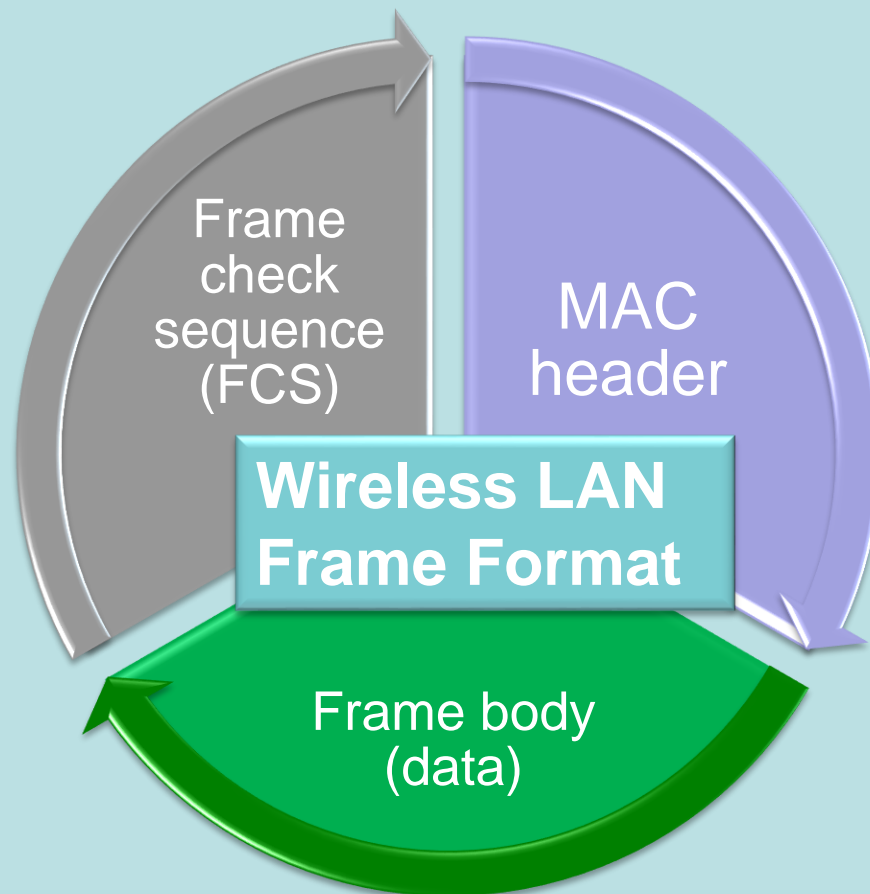 Frame
check
sequence
(FCS)
MAC
header
Wireless LAN
Frame Format
Frame body
(data)